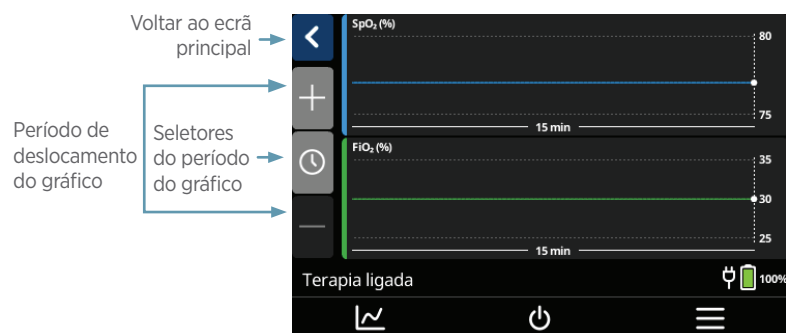 Voltar ao ecrã
principal
Período de
deslocamento
do gráfico
Seletores
do período
do gráfico
SpO₂ (%)
80
75
15 min
FiO₂ (%)
35
30
25
15 min
Terapia ligada
100%